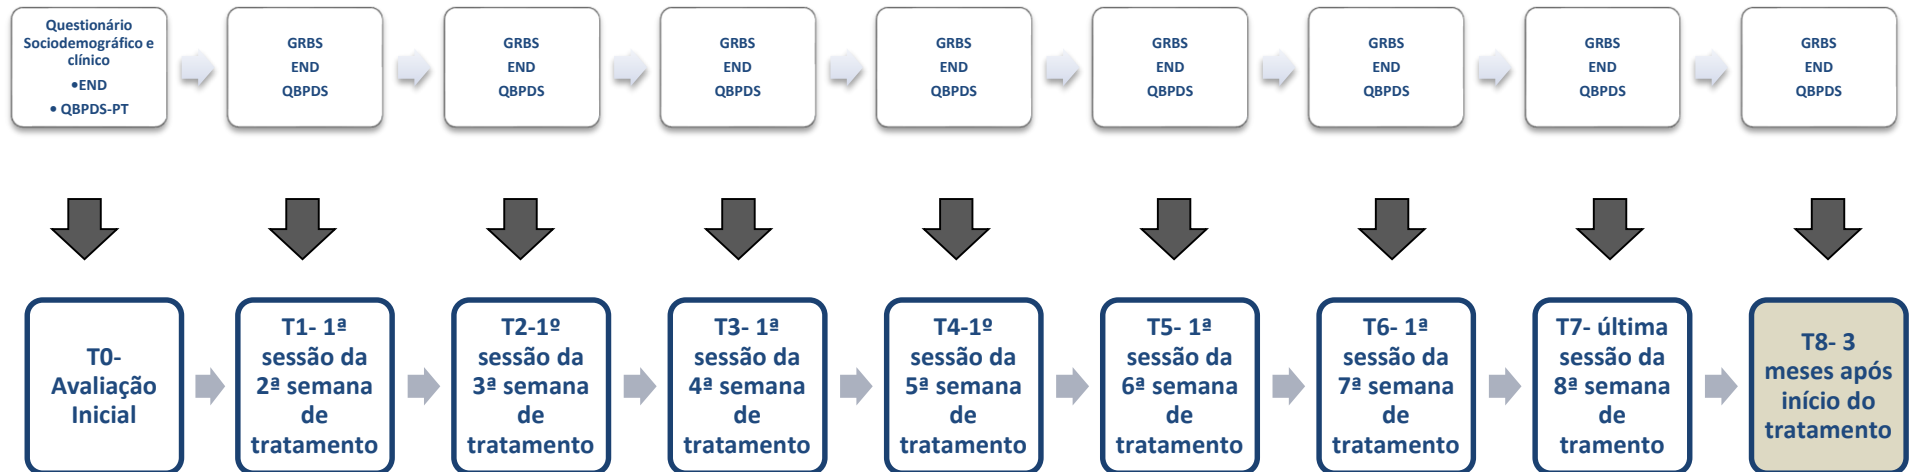 Questionário
Sociodemográfico e
clínico
•END
• QBPDS-PT
GRBS
END
QBPDS
GRBS
END
QBPDS
GRBS
END
QBPDS
GRBS
END
QBPDS
GRBS
END
QBPDS
GRBS
END
QBPDS
GRBS
END
QBPDS
GRBS
END
QBPDS
T0-
Avaliação
Inicial
T1- 1ª
sessão da
2ª semana
de
tratamento
T2-1º
sessão da
3ª semana
de
tratamento
T3- 1ª
sessão da
4ª semana
de
tratamento
T4-1º
sessão da
5ª semana
de
tratamento
T5- 1ª
sessão da
6ª semana
de
tratamento
T6- 1ª
sessão da
7ª semana
de
tratamento
T7- última
sessão da
8ª semana
de
tramento
T8- 3
meses após
início do
tratamento